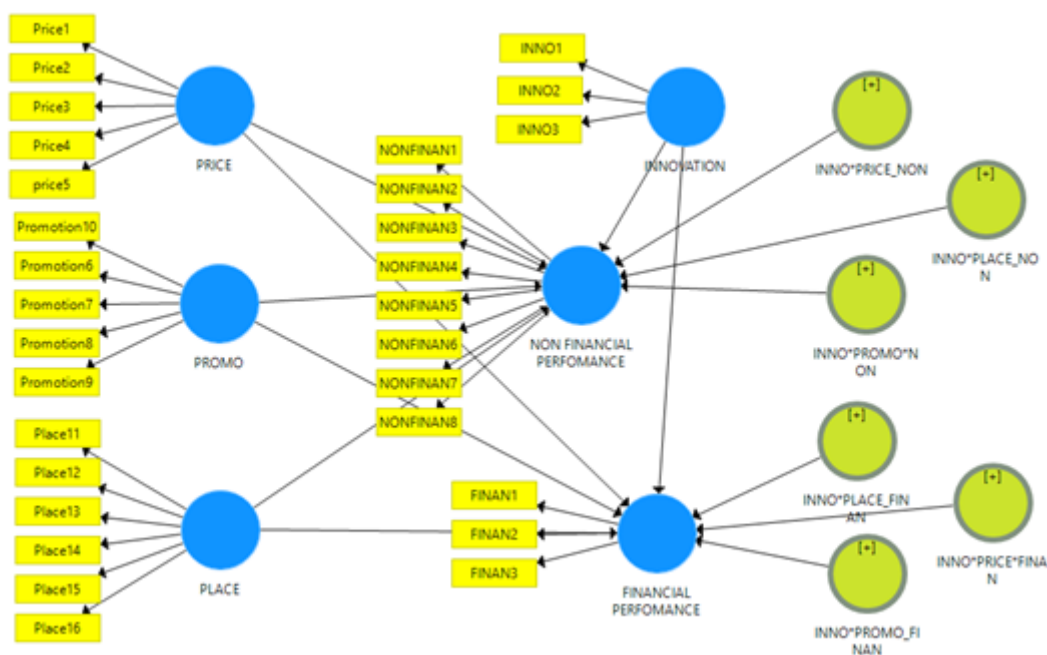 Price1
Price2
Price3
Price4
price5
PRICE
Promotion10
Promotion6
Promotion7
Promotion8
Promotion9
PROMO
Place11
Place12
Place13
Place14
Place15
Place16
PLACE
INNO1
INNO2
INNO3
INNOVATION
NONFINAN1
NONFINAN2
NONFINAN3
NONFINAN4
NONFINAN5
NONFINAN6
NONFINAN7
NONFINAN8
NON FINANCIAL
PERFOMANCE
FINAN1
FINAN2
FINAN3
FINANCIAL
PERFOMANCE
[+]
INNO*PRICE_NON
[+]
INNO*PLACE_NO
N
[+]
INNO*PROMO*N
ON
[+]
INNO*PLACE_FIN
AN
[+]
INNO*PRICE*FINA
N
[+]
INNO*PROMO_FI
NAN